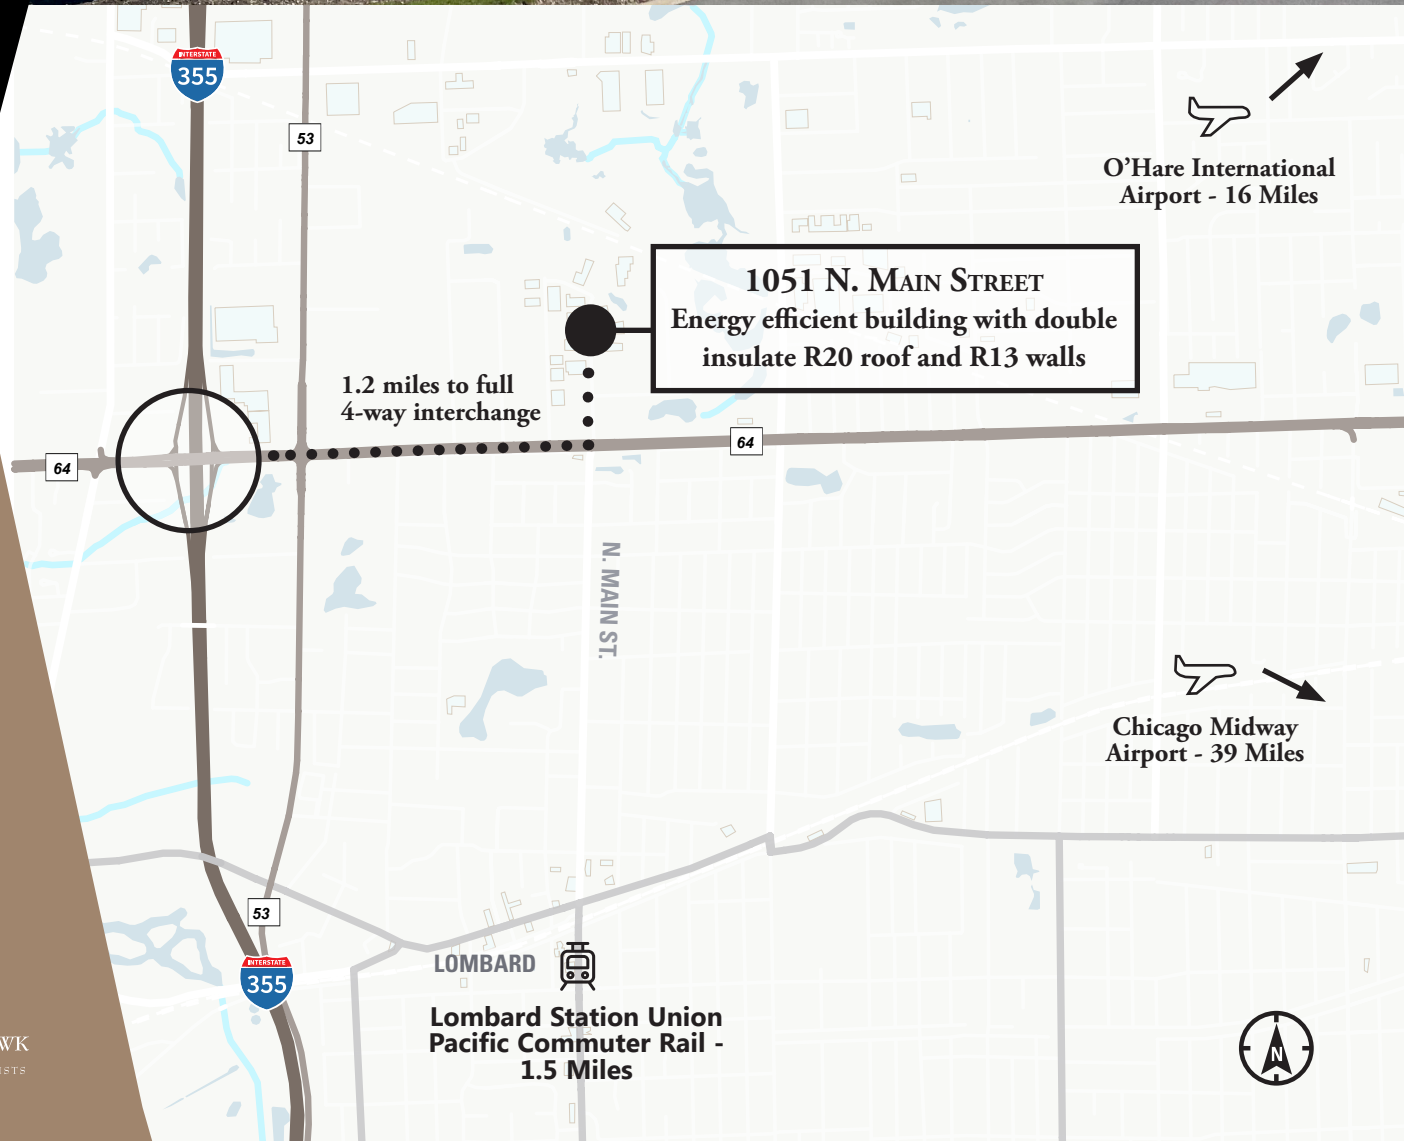 INTERSTATE
355
53
O'Hare International
Airport - 16 Miles
1051 N. Main Street
Energy efficient building with double
insulate R20 roof and R13 walls
1.2 miles to full
4-way interchange
64
64
N. MAIN ST.
Chicago Midway
Airport - 39 Miles
53
INTERSTATE
355
LOMBARD
Lombard Station Union
Pacific Commuter Rail -
1.5 Miles
N